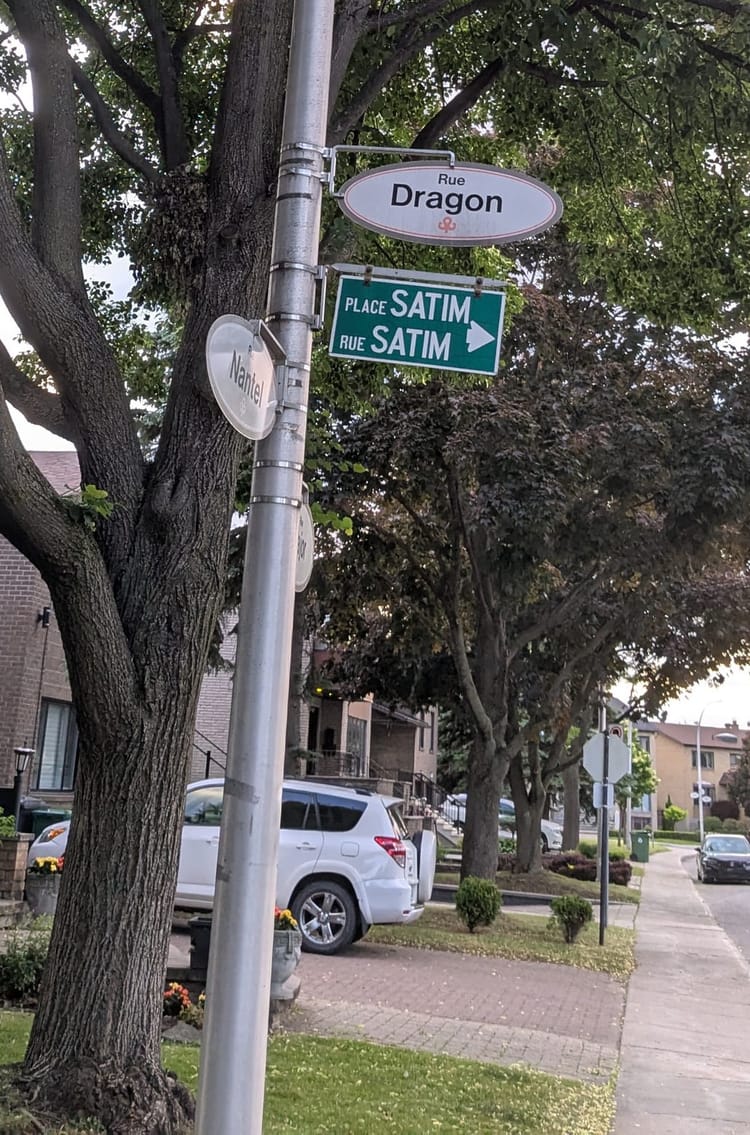 Rue
Dragon
PLACE SATIM
RUE SATIM
Nantel